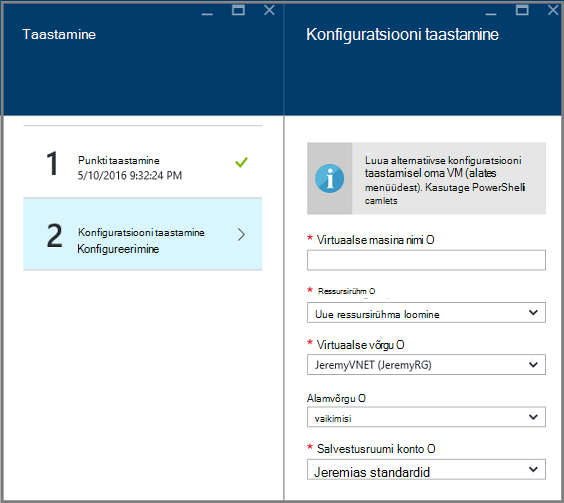 Taastamine
1
Punkti taastamine
5/10/2016 9:32:24 PM
2
Konfiguratsiooni taastamine
Konfigureerimine
Konfiguratsiooni taastamine
Luua alternatiivse konfiguratsiooni
taastamisel oma VM (alates
menüüdest). Kasutage PowerShelli
camlets
* Virtuaalse masina nimi O
* Ressursirühm O
Uue ressursirühma loomine
* Virtuaalse võrgu O
JeremyVNET (JeremyRG)
Alamvõrgu O
vaikimisi
* Salvestusruumi konto O
Jeremias standardid